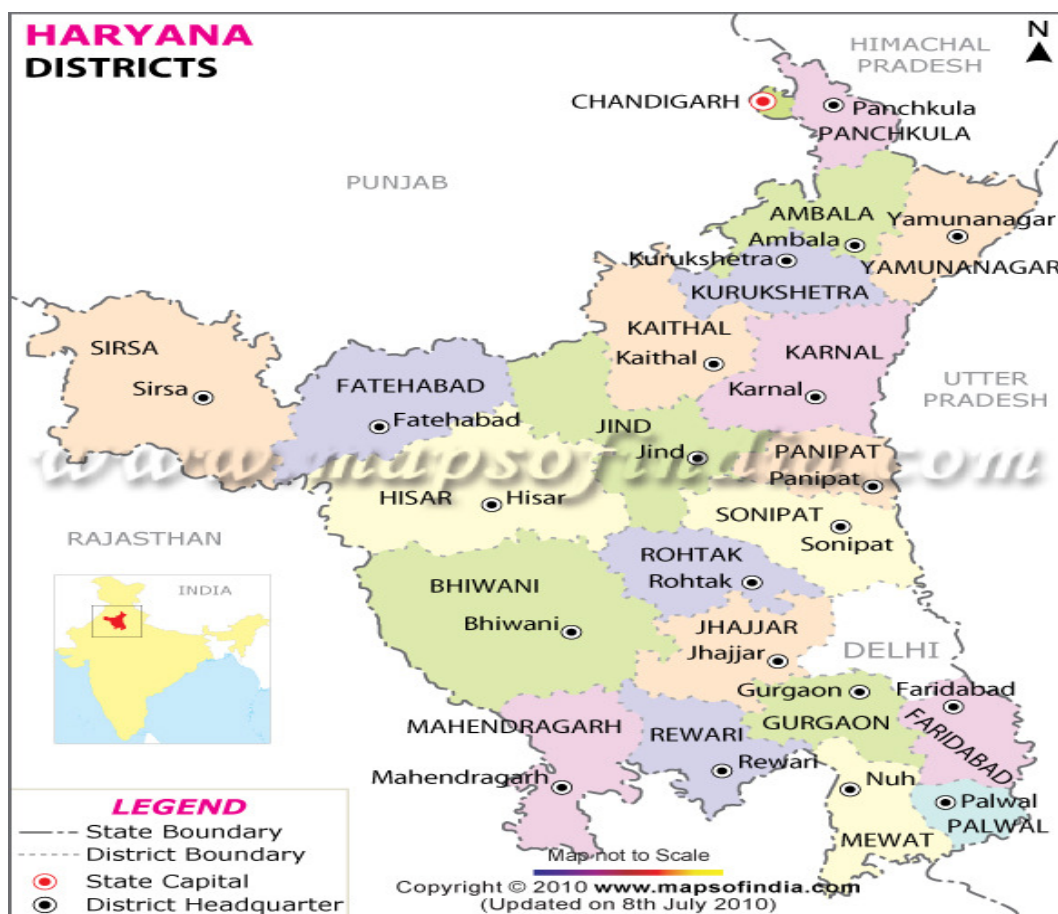 HARYANA
DISTRICTS
N
HIMACHAL
PRADESH
CHANDIGARH
Panchkula
PANCHKULA
PUNJAB
AMBALA
Ambala
Yamunanagar
YAMUNANAGAR
Kurukshetra
KURUKSHETRA
KAITHAL
Kaithal
KARNAL
Karnal
UTTER
PRADESH
SIRSA
Sirsa
FATEHABAD
Fatehabad
JIND
Jind
PANIPAT
Panipat
www.mapsofindia.com
HISAR
Hisar
SONIPAT
Sonipat
RAJASTHAN
ROHTAK
Rohtak
INDIA
BHIWANI
Bhiwani
JHAJJAR
Jhajjar
DELHI
Gurgaon
GURGAON
Faridabad
FARIDABAD
MAHENDRAGARH
Mahendragarh
REWARI
Rewari
Nuh
MEWAT
Palwal
PALWAL
LEGEND
State Boundary
District Boundary
State Capital
District Headquarter
Map not to Scale
Copyright © 2010 www.mapsofindia.com
(Updated on 8th July 2010)